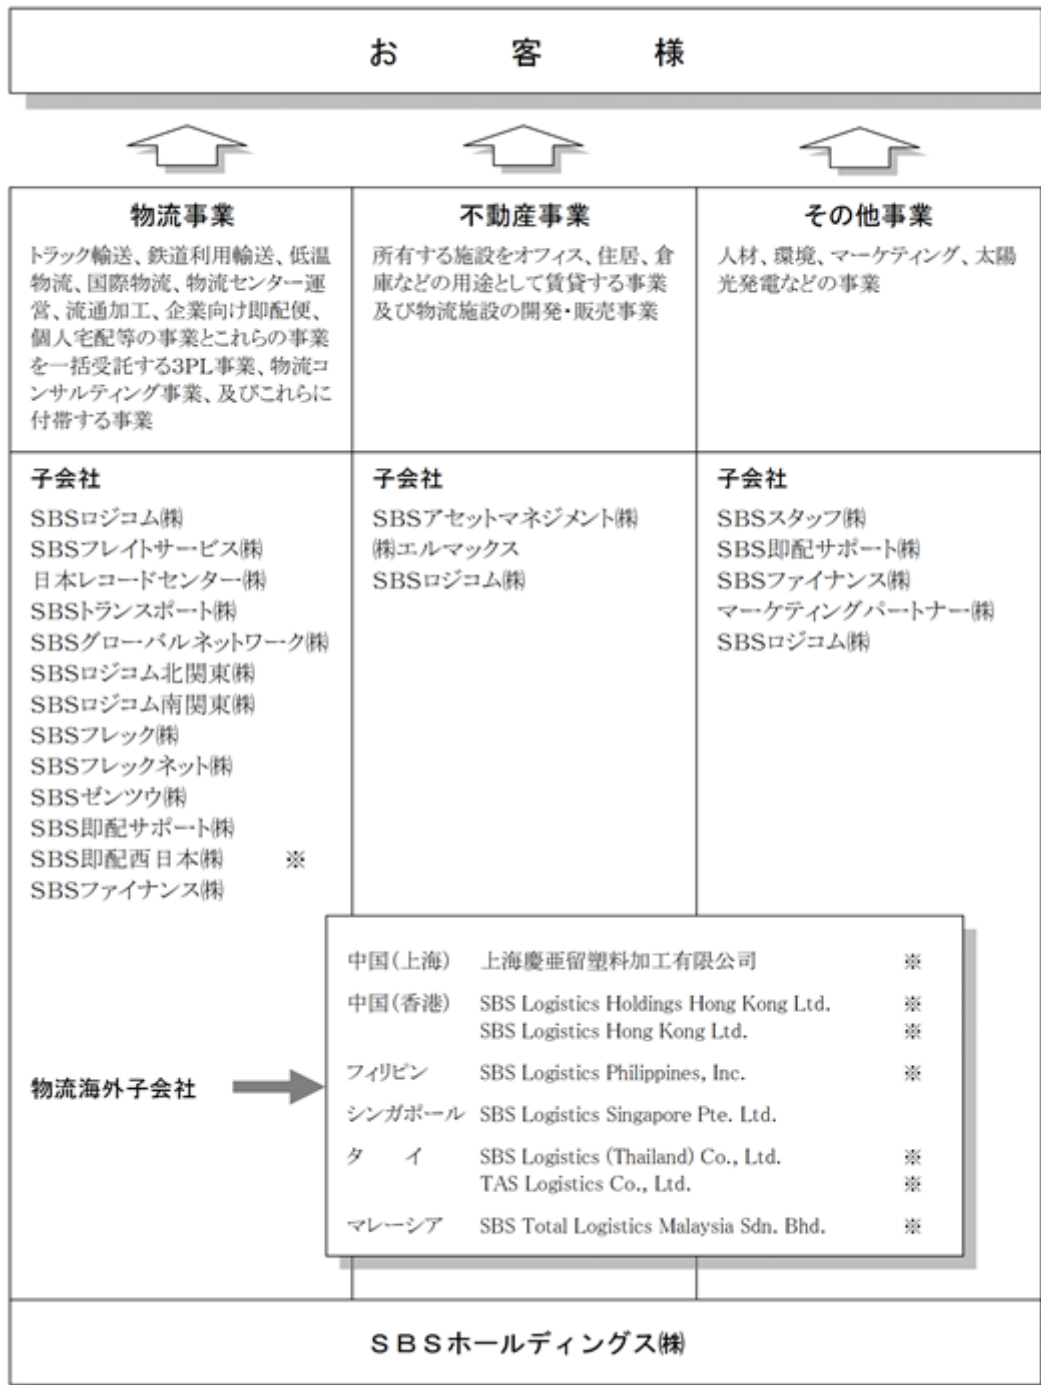 お客様
物流事業
トラック輸送、鉄道利用輸送、低温
物流、国際物流、物流センター運
営、流通加工、企業向け即配便、
個人宅配等の事業とこれらの事業
を一括受託する3PL事業、物流コ
ンサルティング事業、及びこれらに
付帯する事業
不動産事業
所有する施設をオフィス、住居、倉
庫などの用途として賃貸する事業
及び物流施設の開発・販売事業
その他事業
人材、環境、マーケティング、太陽
光発電などの事業
子会社
SBSロジコム㈱
SBSフレイトサービス㈱
日本レコードセンター㈱
SBSトランスポート㈱
SBSグローバルネットワーク㈱
SBSロジコム北関東㈱
SBSロジコム南関東㈱
SBSフレック㈱
SBSフレックネット㈱
SBSゼンツウ㈱
SBS即配サポート㈱
SBS即配西日本㈱ ※
SBSファイナンス㈱
子会社
SBSアセットマネジメント㈱
㈱エルマックス
SBSロジコム㈱
子会社
SBSスタッフ㈱
SBS即配サポート㈱
SBSファイナンス㈱
マーケティングパートナー㈱
SBSロジコム㈱
物流海外子会社
中国(上海) 上海慶亜留塑料加工有限公司 ※
中国(香港) SBS Logistics Holdings Hong Kong Ltd. ※
SBS Logistics Hong Kong Ltd. ※
フィリピン SBS Logistics Philippines, Inc. ※
シンガポール SBS Logistics Singapore Pte. Ltd.
タイ SBS Logistics (Thailand) Co., Ltd. ※
TAS Logistics Co., Ltd. ※
マレーシア SBS Total Logistics Malaysia Sdn. Bhd. ※
SBSホールディングス㈱